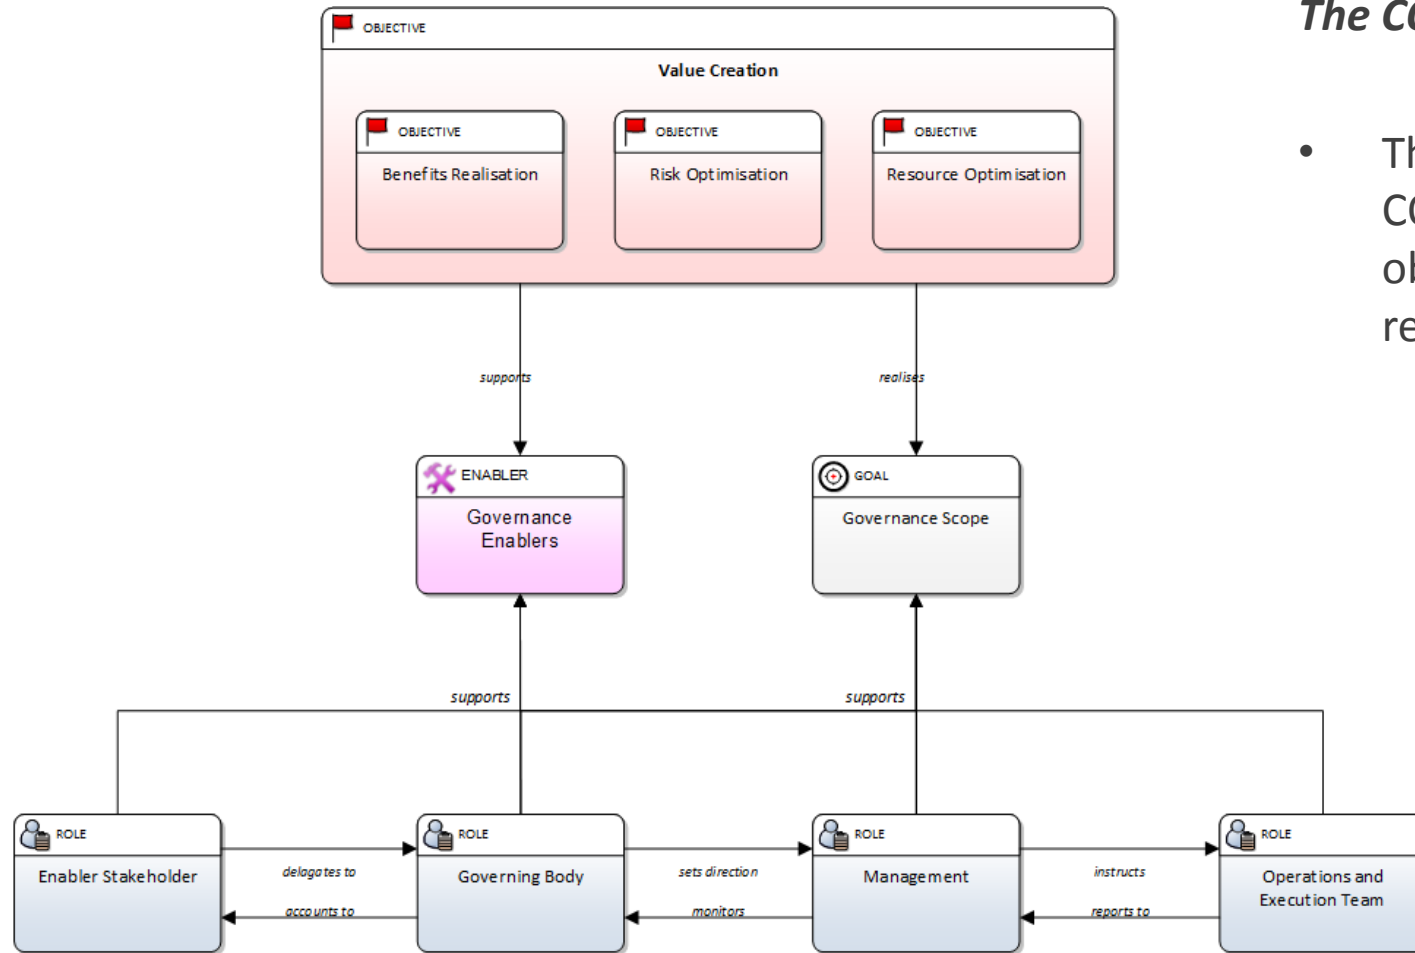 OBJECTIVE
Value Creation
OBJECTIVE
Benefits Realisation
OBJECTIVE
Risk Optimisation
OBJECTIVE
Resource Optimisation
supports
realises
ENABLER
Governance
Enablers
GOAL
Governance Scope
supports
supports
ROLE
Enabler Stakeholder
delagates to
accounts to
ROLE
Governing Body
sets direction
monitors
ROLE
Management
instructs
reports to
ROLE
Operations and
Execution Team
The